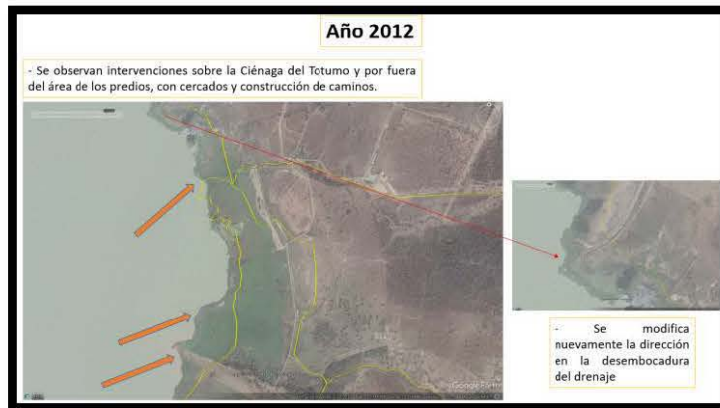 Año 2012
- Se observan intervenciones sobre la Ciénaga del Totumo y por fuera
del área de los predios, con cercados y construcción de caminos.
Google Earth
- Se modifica
nuevamente la dirección
en la desembocadura
del drenaje